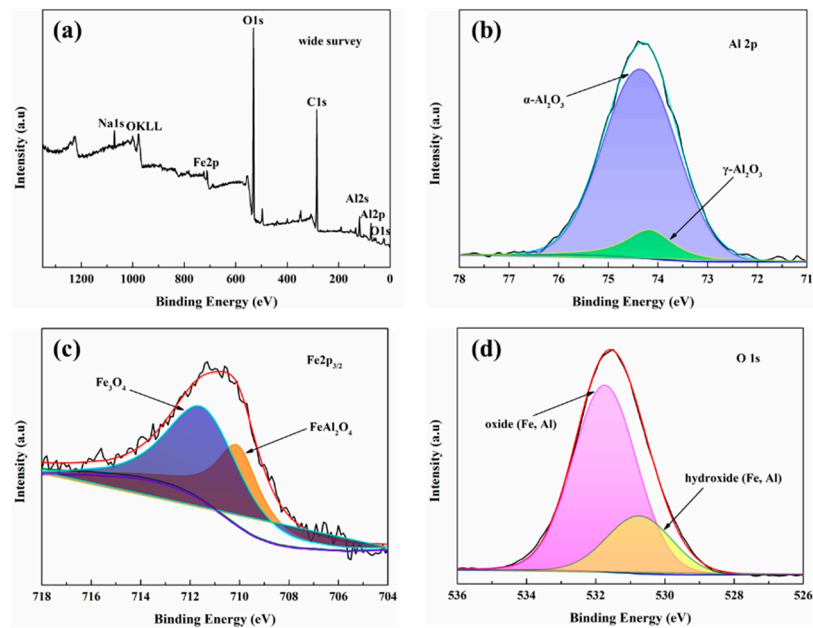 (a)
O1s
wide survey
C1s
Na1s OKLL
Fe2p
Al2s
Al2p
O1s
Intensity (a.u)
1200 1000 800 600 400 200 0
Binding Energy (eV)
(b)
Al 2p
α-Al₂O₃
γ-Al₂O₃
Intensity (a.u)
78 77 76 75 74 73 72 71
Binding Energy (eV)
(c)
Fe2p₃/₂
Fe₃O₄
FeAl₂O₄
Intensity (a.u)
718 716 714 712 710 708 706 704
Binding Energy (eV)
(d)
O 1s
oxide (Fe, Al)
hydroxide (Fe, Al)
Intensity (a.u)
536 534 532 530 528 526
Binding Energy (eV)